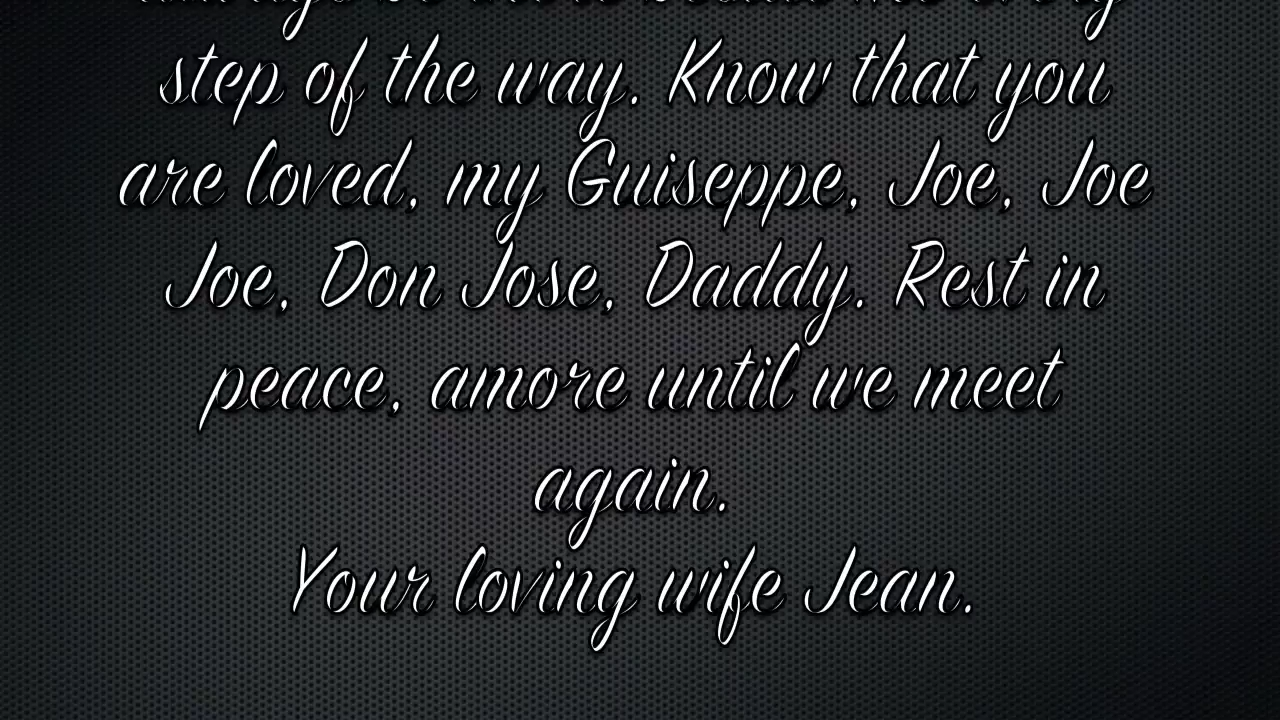 step of the way. Know that you
are loved, my Guiseppe, Joe, Joe
Joe, Don Jose, Daddy. Rest in
peace, amore until we meet
again.
Your loving wife Jean.